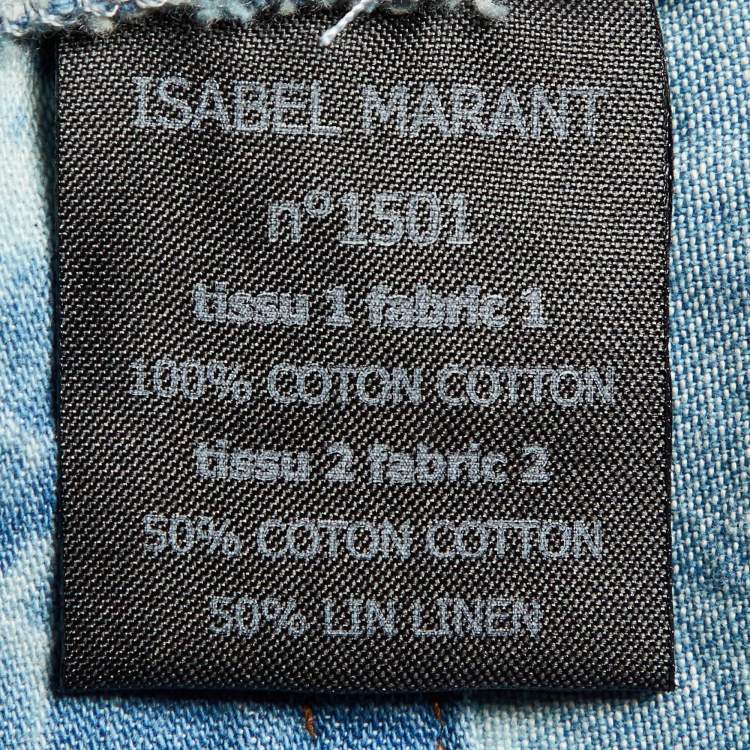 ISABEL MARANT
n°1501
tissu 1 fabric 1
100% COTON COTTON
tissu 2 fabric 2
50% COTON COTTON
50% LIN LINEN